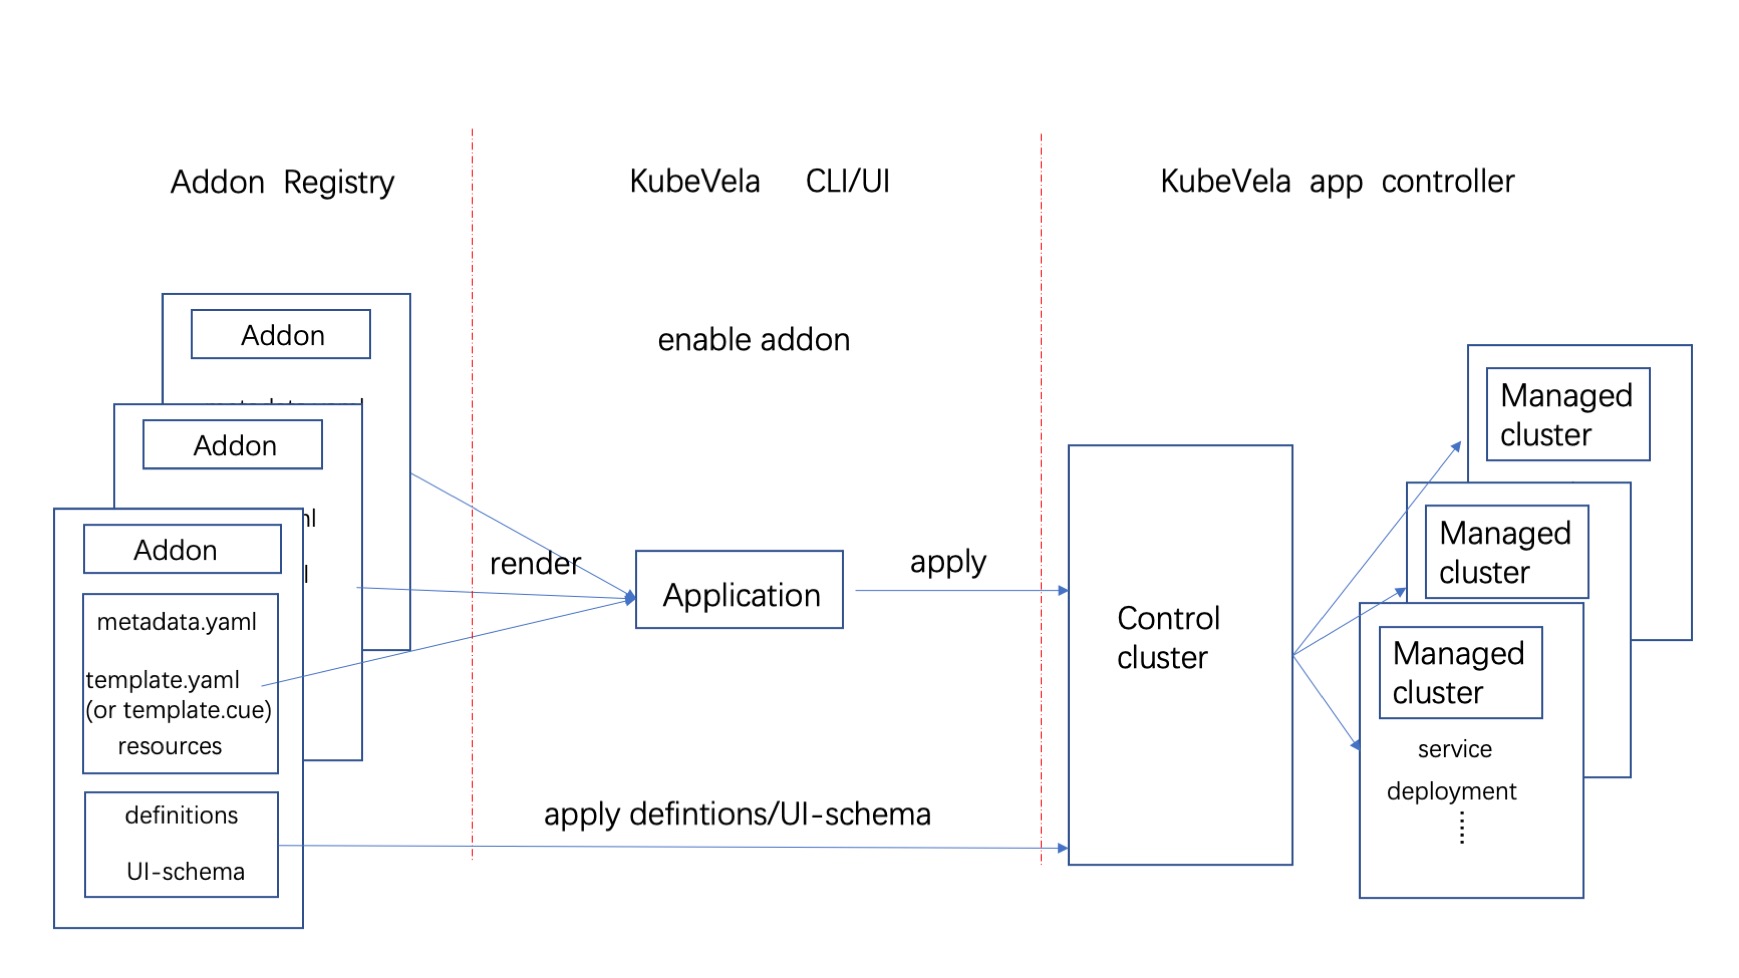 Addon Registry
KubeVela CLI/UI
KubeVela app controller
Addon
Addon
Addon
metadata.yaml
template.yaml
(or template.cue)
resources
definitions
UI-schema
enable addon
render
Application
apply
apply defintions/UI-schema
Control
cluster
Managed
cluster
Managed
cluster
Managed
cluster
service
deployment